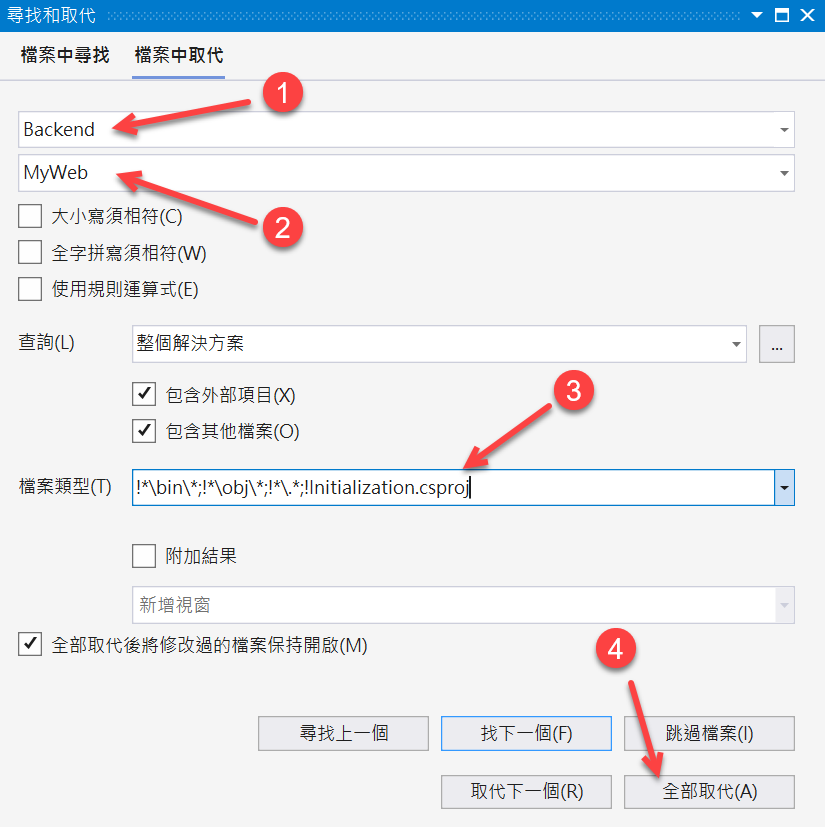 尋找和取代
檔案中尋找 檔案中取代
1
Backend
MyWeb
2
大小寫須相符(C)
全字拼寫須相符(W)
使用規則運算式(E)
查詢(L) 整個解決方案 ...
包含外部項目(X)
3
包含其他檔案(O)
檔案類型(T) !*\bin\*;!*\obj\*;!*\.*;!Initialization.csproj
附加結果
新增視窗
全部取代後將修改過的檔案保持開啟(M)
4
尋找上一個 找下一個(F) 跳過檔案(I)
取代下一個(R) 全部取代(A)